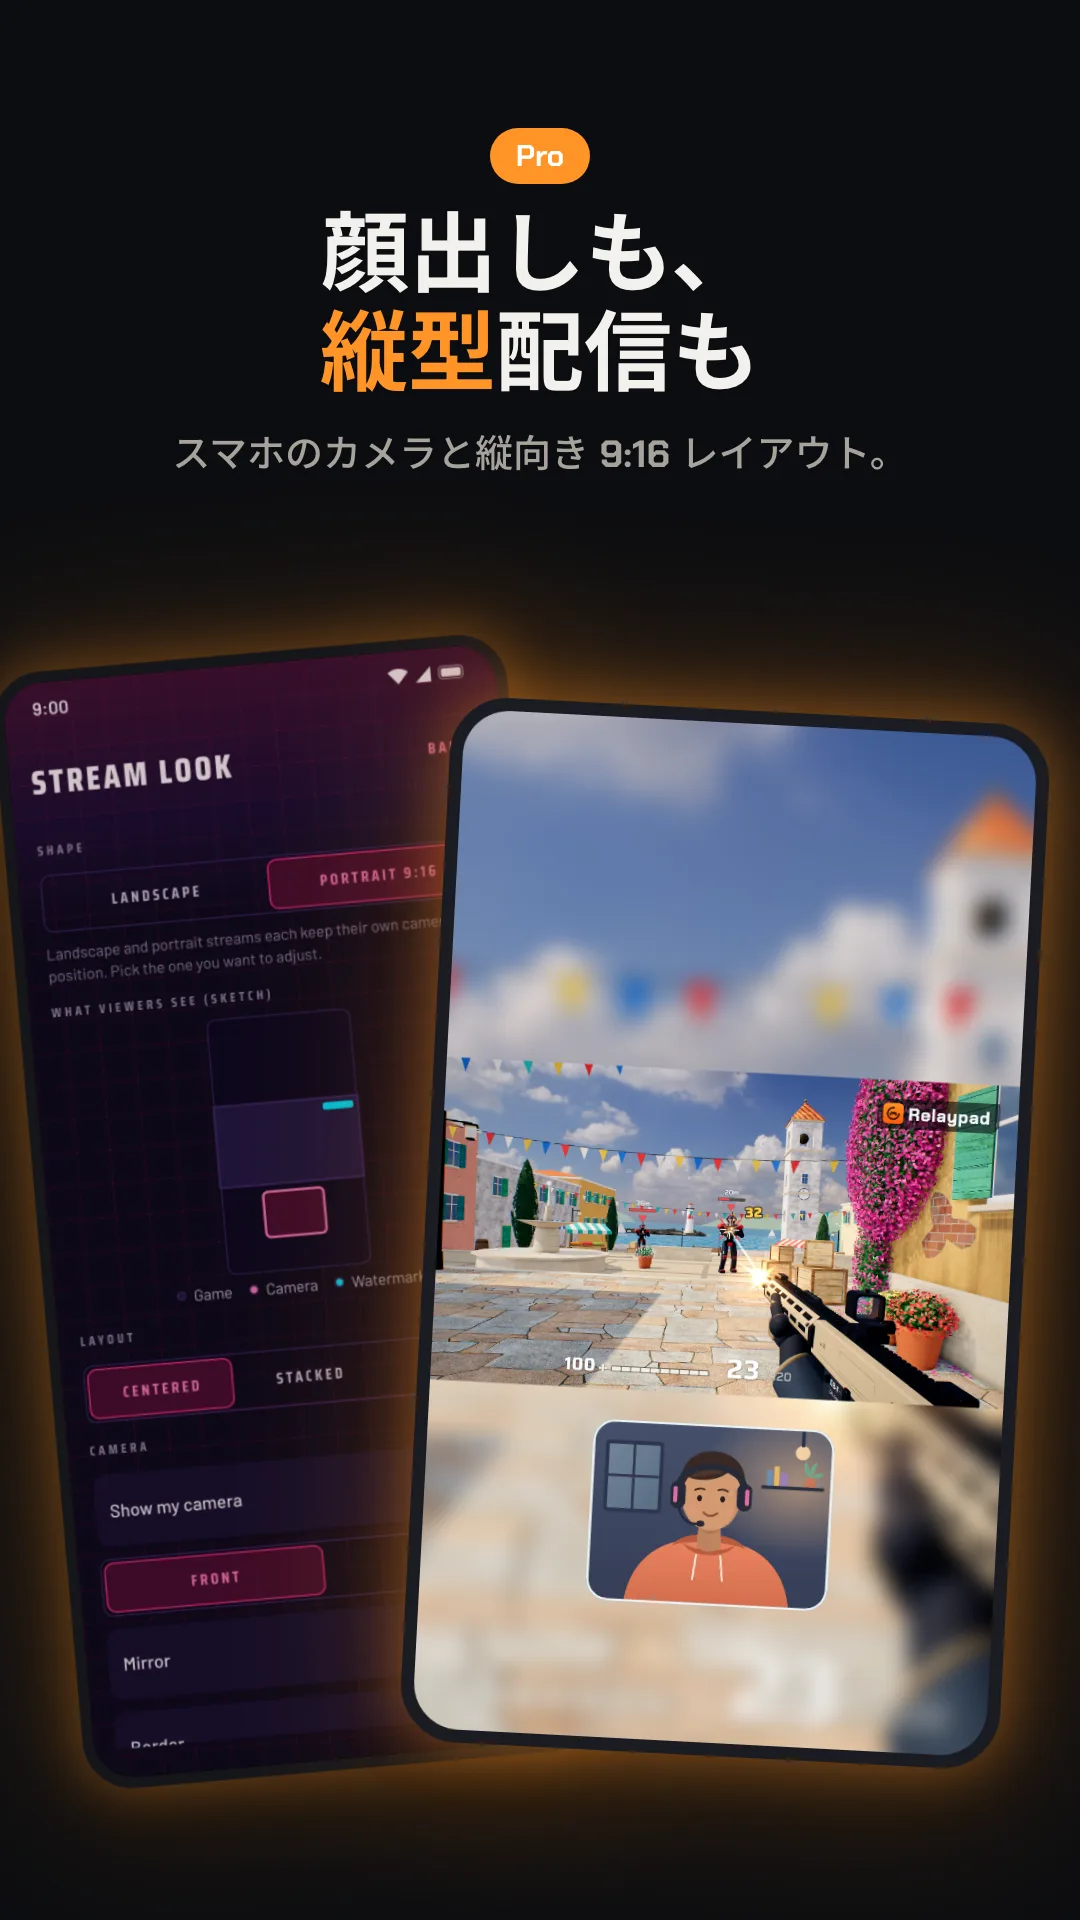 Pro
顔出しも、
縦型配信も
スマホのカメラと縦向き 9:16 レイアウト。
9:00
STREAM LOOK
SHAPE
LANDSCAPE
PORTRAIT 9:16
Landscape and portrait streams each keep their own
position. Pick the one you want to adjust.
WHAT VIEWERS SEE (SKETCH)
Game
Camera
Watermark
LAYOUT
CENTERED
STACKED
CAMERA
Show my camera
FRONT
Mirror
Border
Relaypad
32
100+
23